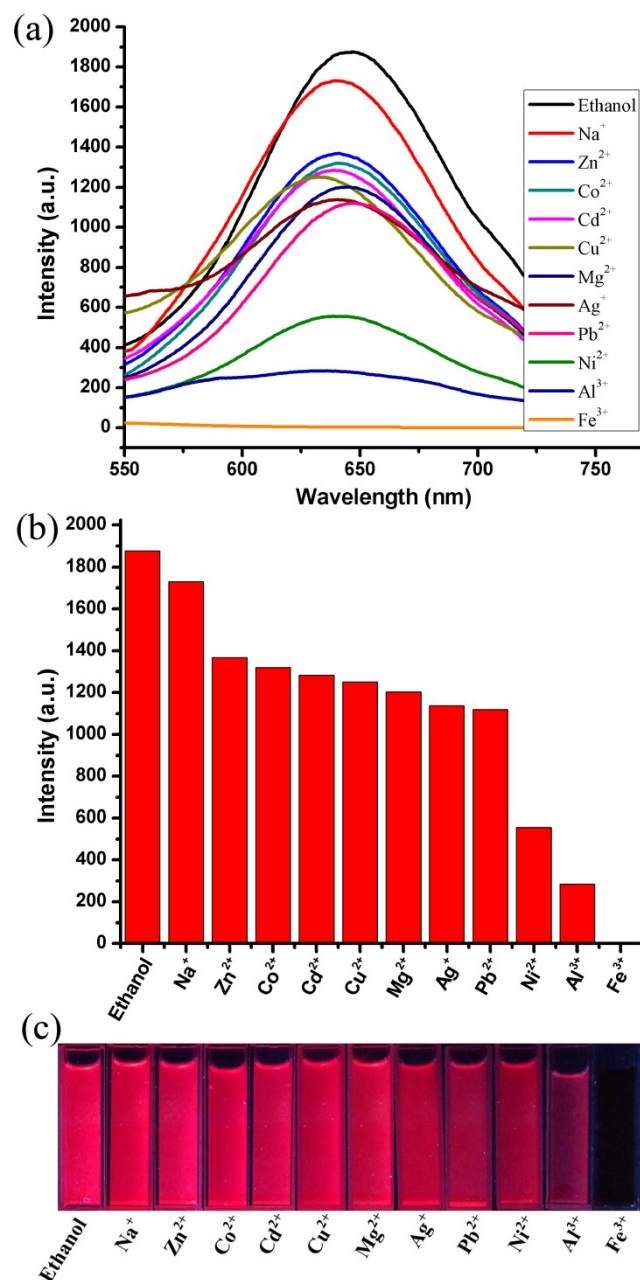 (a)
2000
1800
1600
1400
1200
1000
800
600
400
200
0
Intensity (a.u.)
550 600 650 700 750
Wavelength (nm)
Ethanol
Na⁺
Zn²⁺
Co²⁺
Cd²⁺
Cu²⁺
Mg²⁺
Ag⁺
Pb²⁺
Ni²⁺
Al³⁺
Fe³⁺
(b)
2000
1800
1600
1400
1200
1000
800
600
400
200
0
Intensity (a.u.)
Ethanol Na⁺ Zn²⁺ Co²⁺ Cd²⁺ Cu²⁺ Mg²⁺ Ag⁺ Pb²⁺ Ni²⁺ Al³⁺ Fe³⁺
(c)
Ethanol Na⁺ Zn²⁺ Co²⁺ Cd²⁺ Cu²⁺ Mg²⁺ Ag⁺ Pb²⁺ Ni²⁺ Al³⁺ Fe³⁺